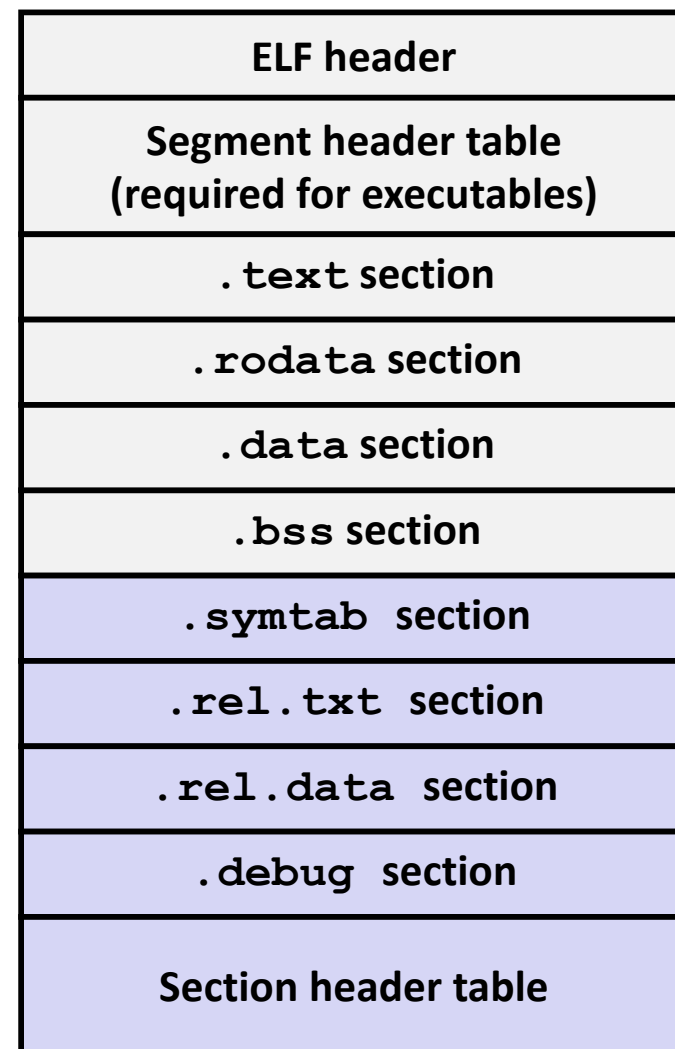 ELF header
Segment header table
(required for executables)
.text section
.rodata section
.data section
.bss section
.symtab section
.rel.txt section
.rel.data section
.debug section
Section header table